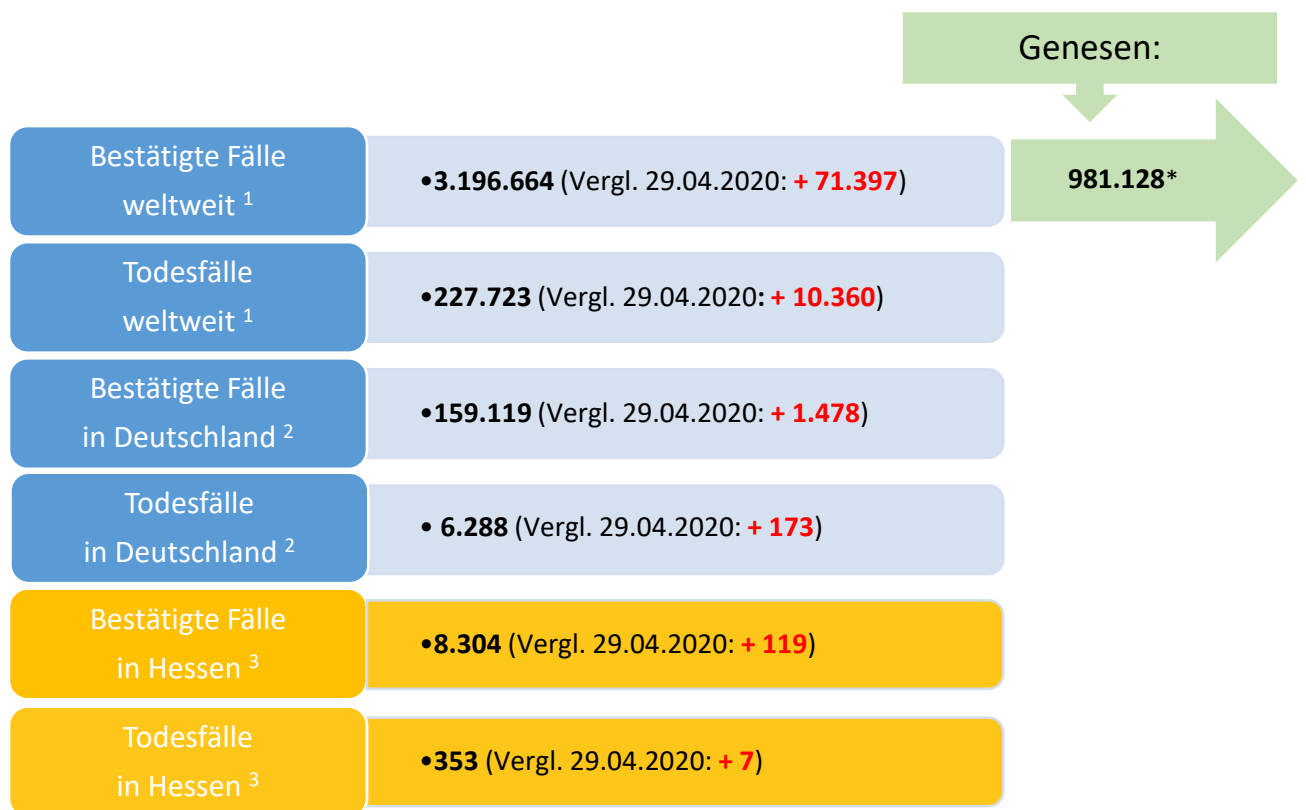 Genesen:
Bestätigte Fälle
weltweit ¹
•3.196.664 (Vergl. 29.04.2020: + 71.397)
981.128*
Todesfälle
weltweit ¹
•227.723 (Vergl. 29.04.2020: + 10.360)
Bestätigte Fälle
in Deutschland ²
•159.119 (Vergl. 29.04.2020: + 1.478)
Todesfälle
in Deutschland ²
• 6.288 (Vergl. 29.04.2020: + 173)
Bestätigte Fälle
in Hessen ³
•8.304 (Vergl. 29.04.2020: + 119)
Todesfälle
in Hessen ³
•353 (Vergl. 29.04.2020: + 7)